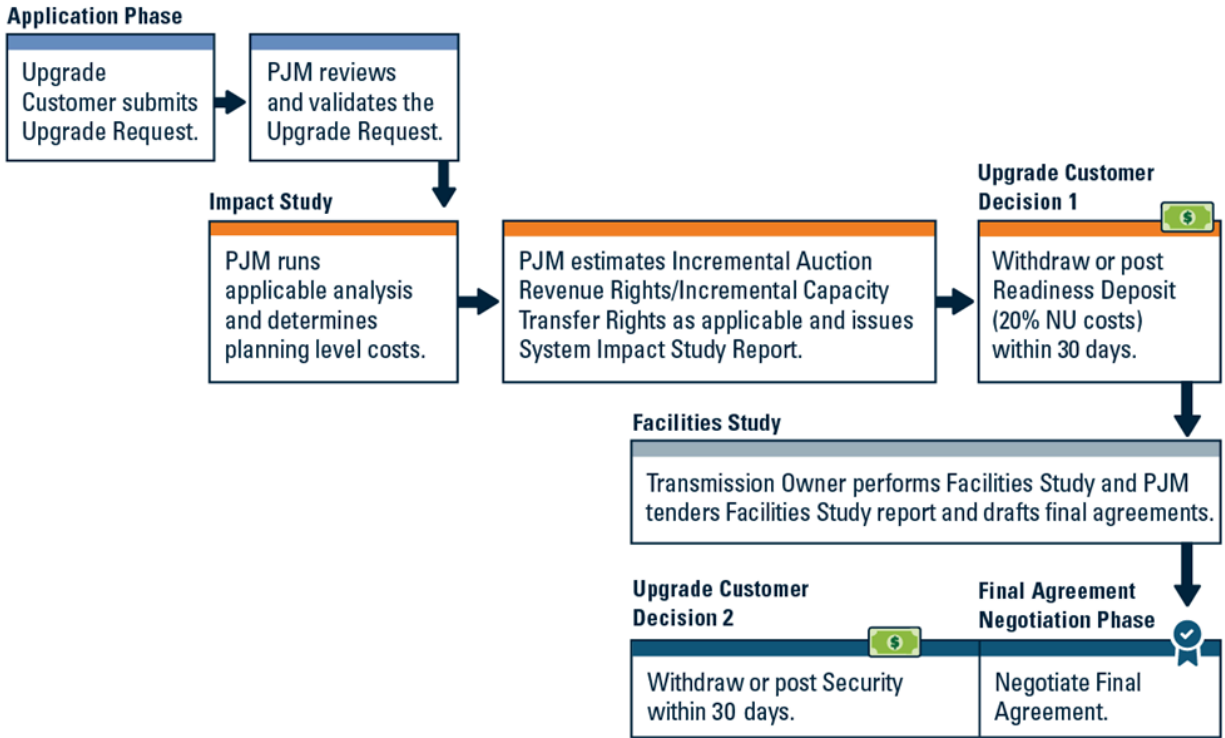 Application Phase
Upgrade
Customer submits
Upgrade Request.
PJM reviews
and validates the
Upgrade Request.
Impact Study
PJM runs
applicable analysis
and determines
planning level costs.
PJM estimates Incremental Auction
Revenue Rights/Incremental Capacity
Transfer Rights as applicable and issues
System Impact Study Report.
Upgrade Customer
Decision 1
$
Withdraw or post
Readiness Deposit
(20% NU costs)
within 30 days.
Facilities Study
Transmission Owner performs Facilities Study and PJM
tenders Facilities Study report and drafts final agreements.
Upgrade Customer
Decision 2
$
Withdraw or post Security
within 30 days.
Final Agreement
Negotiation Phase
Negotiate Final
Agreement.